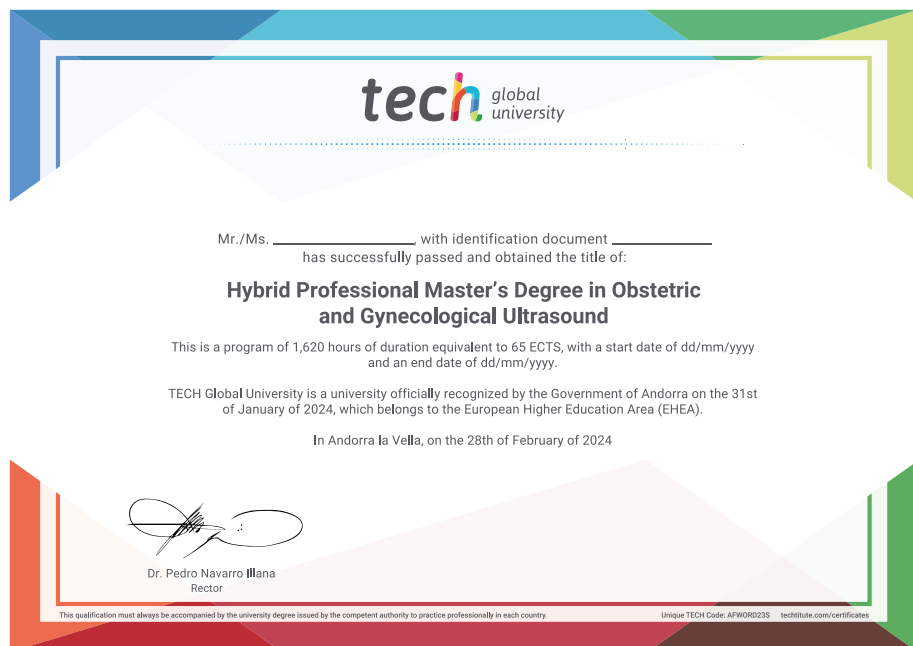 tech global university
Mr./Ms. ________________, with identification document ____________
has successfully passed and obtained the title of:
Hybrid Professional Master’s Degree in Obstetric
and Gynecological Ultrasound
This is a program of 1,620 hours of duration equivalent to 65 ECTS, with a start date of dd/mm/yyyy
and an end date of dd/mm/yyyy.
TECH Global University is a university officially recognized by the Government of Andorra on the 31st
of January of 2024, which belongs to the European Higher Education Area (EHEA).
In Andorra la Vella, on the 28th of February of 2024
Dr. Pedro Navarro Illana
Rector
This qualification must always be accompanied by the university degree issued by the competent authority to practice professionally in each country.
Unique TECH Code: AFWORD23S techtitute.com/certificates